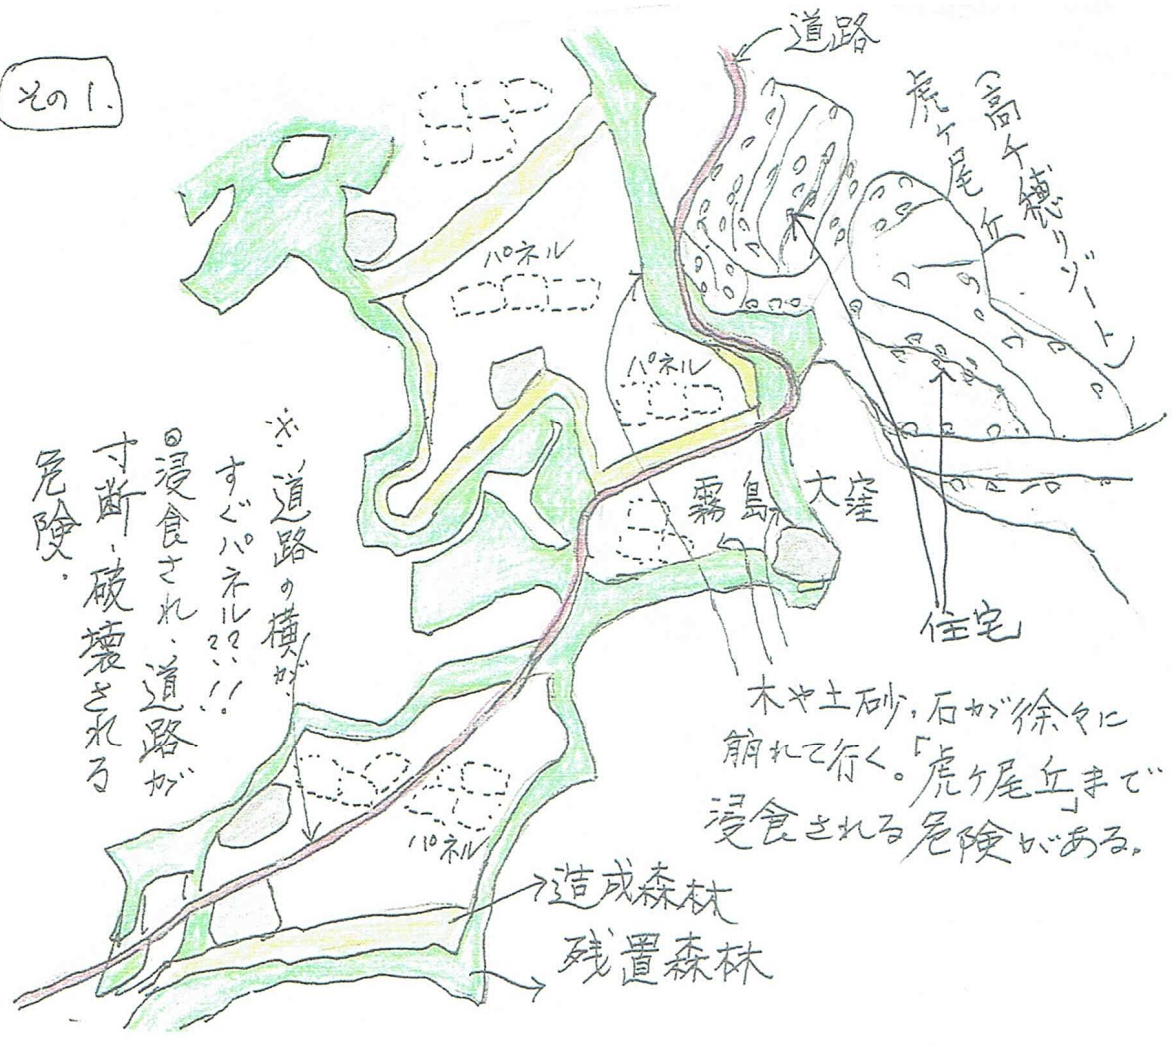 その1.
道路
(高千穂リゾート)
虎ヶ尾丘
パネル
パネル
霧島 大窪
住宅
※道路の横が、
すぐパネル??!!
◎浸食され、道路が
寸断、破壊される
危険.
木や土砂、石が徐々に
崩れて行く。「虎ヶ尾丘」まで
浸食される危険がある.
パネル
造成森林
残置森林